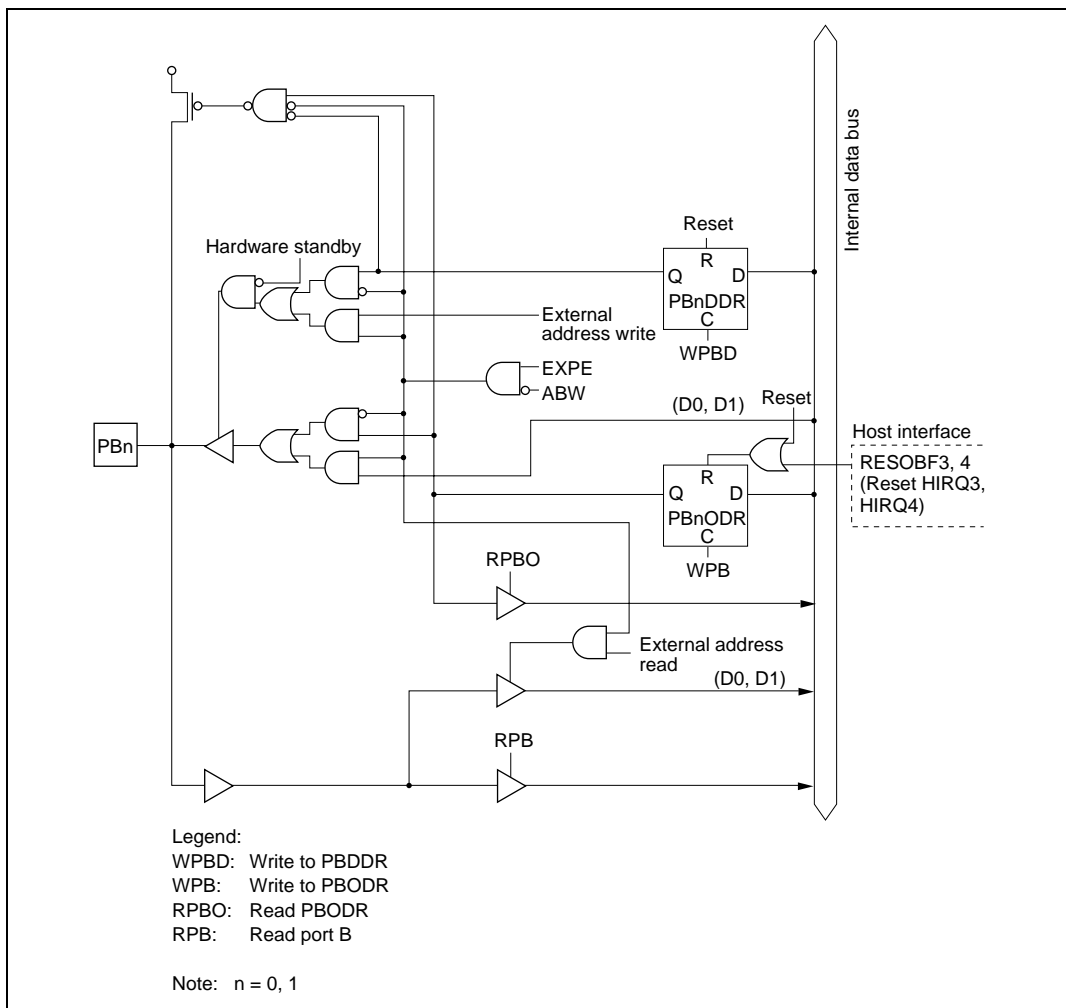 Internal data bus
Reset
Hardware standby
R
Q
D
PBnDDR
C
External
address write
WPBD
EXPE
ABW
Reset
(D0, D1)
Host interface
PBn
RESOBF3, 4
(Reset HIRQ3,
HIRQ4)
R
Q
D
PBnODR
C
WPB
RPBO
External address
read
(D0, D1)
RPB
Legend:
WPBD: Write to PBDDR
WPB: Write to PBODR
RPBO: Read PBODR
RPB: Read port B
Note: n = 0, 1